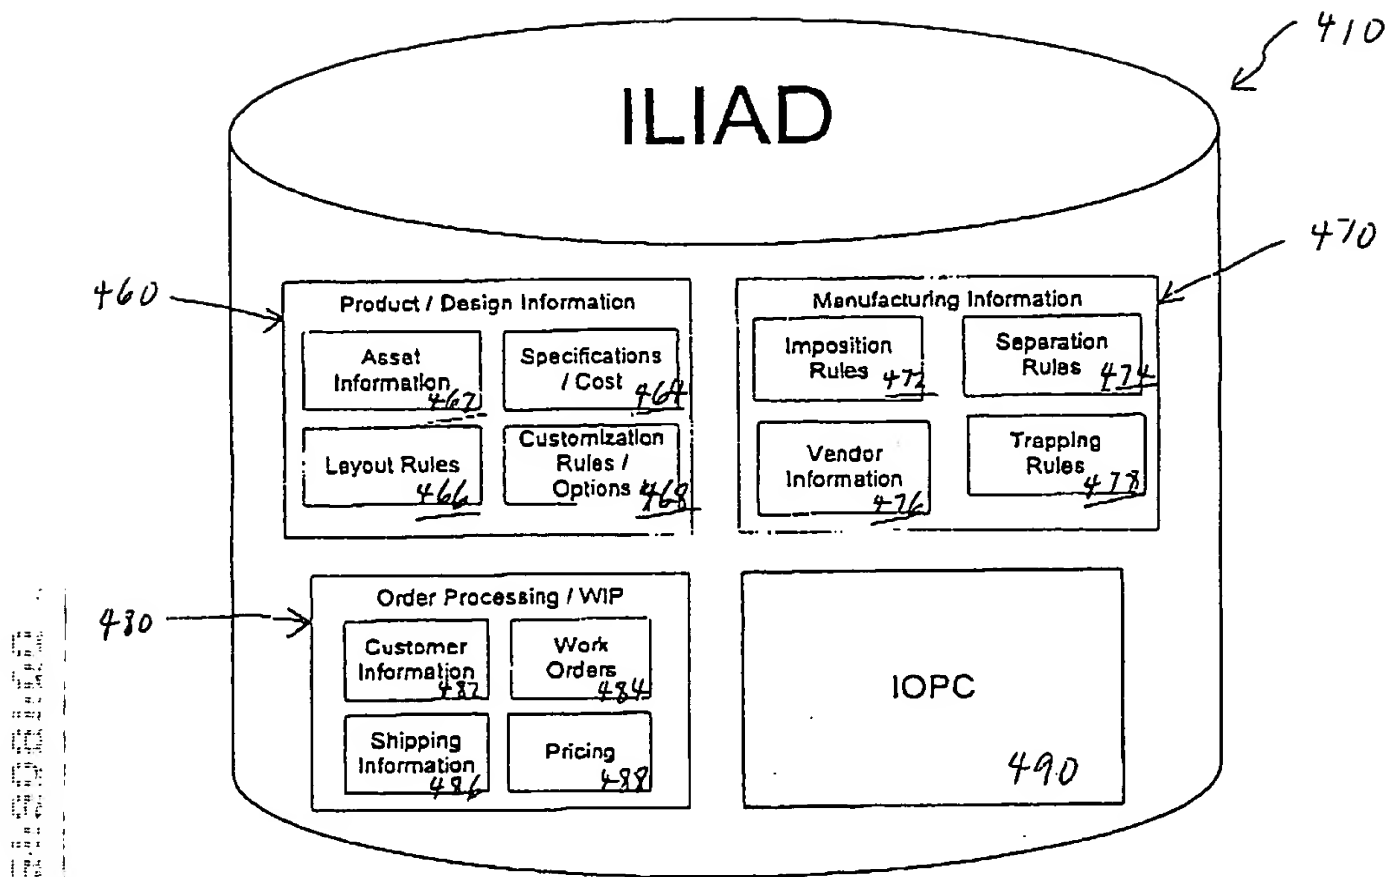 410
ILIAD
470
460
Product / Design Information
Asset
Information
462
Specifications
/ Cost
464
Layout Rules
466
Customization
Rules /
Options
468
Manufacturing Information
Imposition
Rules
472
Separation
Rules
474
Vendor
Information
476
Trapping
Rules
478
480
Order Processing / WIP
Customer
Information
482
Work
Orders
484
Shipping
Information
486
Pricing
488
IOPC
490